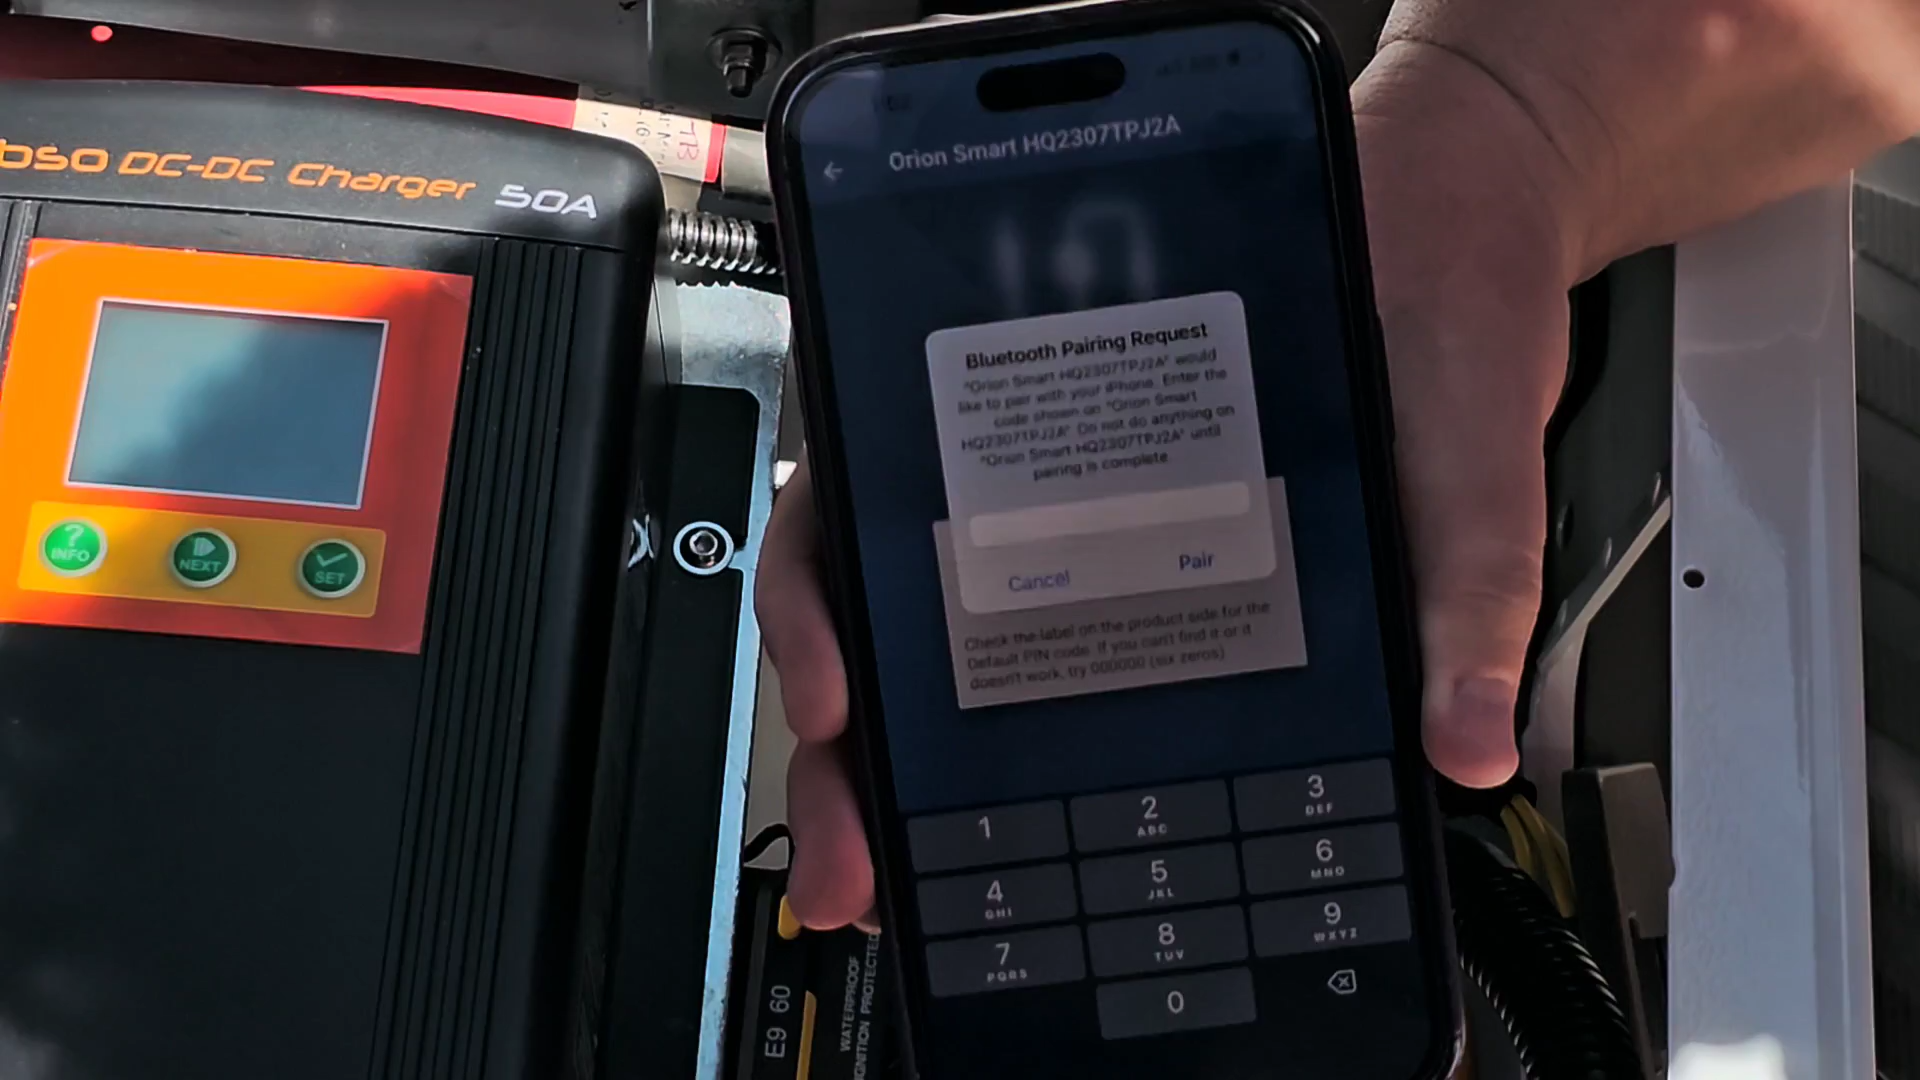 bso DC-DC Charger 50A
? INFO
NEXT
SET
E9 60
WATERPROOF
IGNITION PROTECTED
Orion Smart HQ2307TPJ2A
Bluetooth Pairing Request
"Orion Smart HQ2307TPJ2A" would
like to pair with your iPhone. Enter the
code shown on "Orion Smart
HQ2307TPJ2A". Do not do anything on
"Orion Smart HQ2307TPJ2A" until
pairing is complete.
Cancel Pair
Check the label on the product side for the
Default PIN code. If you can't find it or it
doesn't work, try 000000 (six zeros)
1 2 3
ABC DEF
4 5 6
GHI JKL MNO
7 8 9
PQRS TUV WXYZ
0